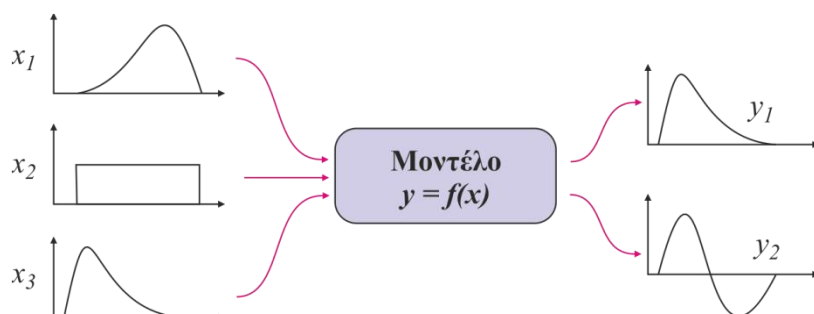 x1
x2
x3
Μοντέλο
y = f(x)
y1
y2